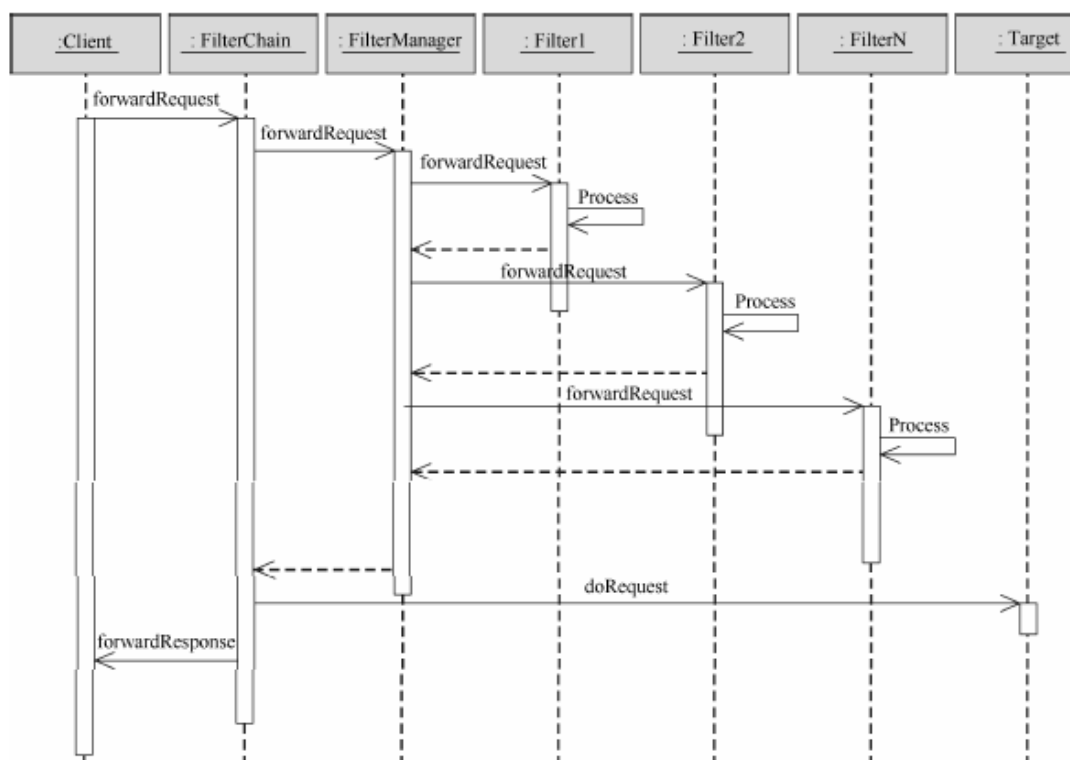 :Client
: FilterChain
: FilterManager
: Filter1
: Filter2
: FilterN
: Target
forwardRequest
forwardRequest
forwardRequest
Process
forwardRequest
Process
forwardRequest
Process
doRequest
forwardResponse